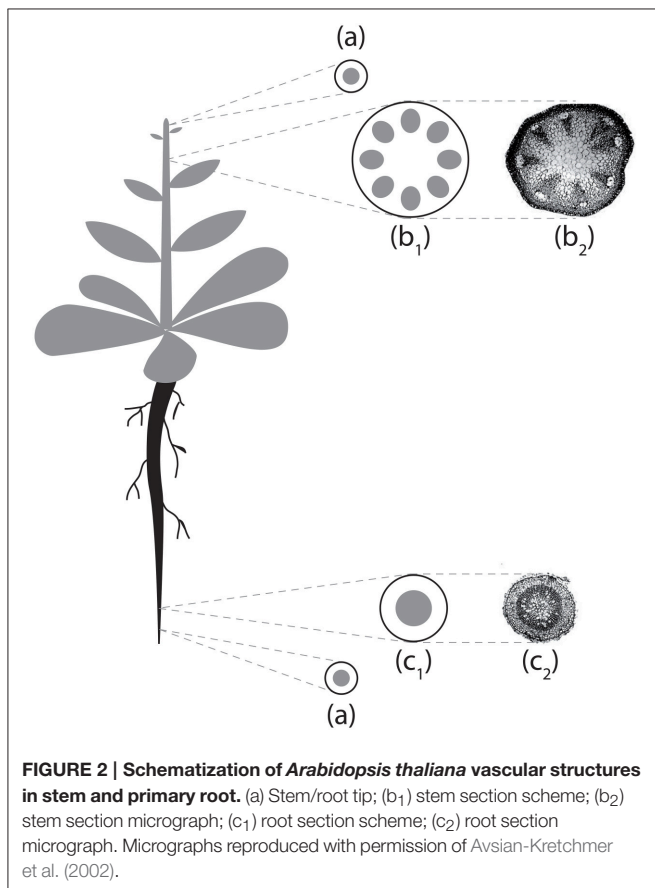 (a)
(b₁)
(b₂)
(c₁)
(c₂)
(a)
FIGURE 2 | Schematization of Arabidopsis thaliana vascular structures
in stem and primary root. (a) Stem/root tip; (b₁) stem section scheme; (b₂)
stem section micrograph; (c₁) root section scheme; (c₂) root section
micrograph. Micrographs reproduced with permission of Avsian-Kretchmer
et al. (2002).